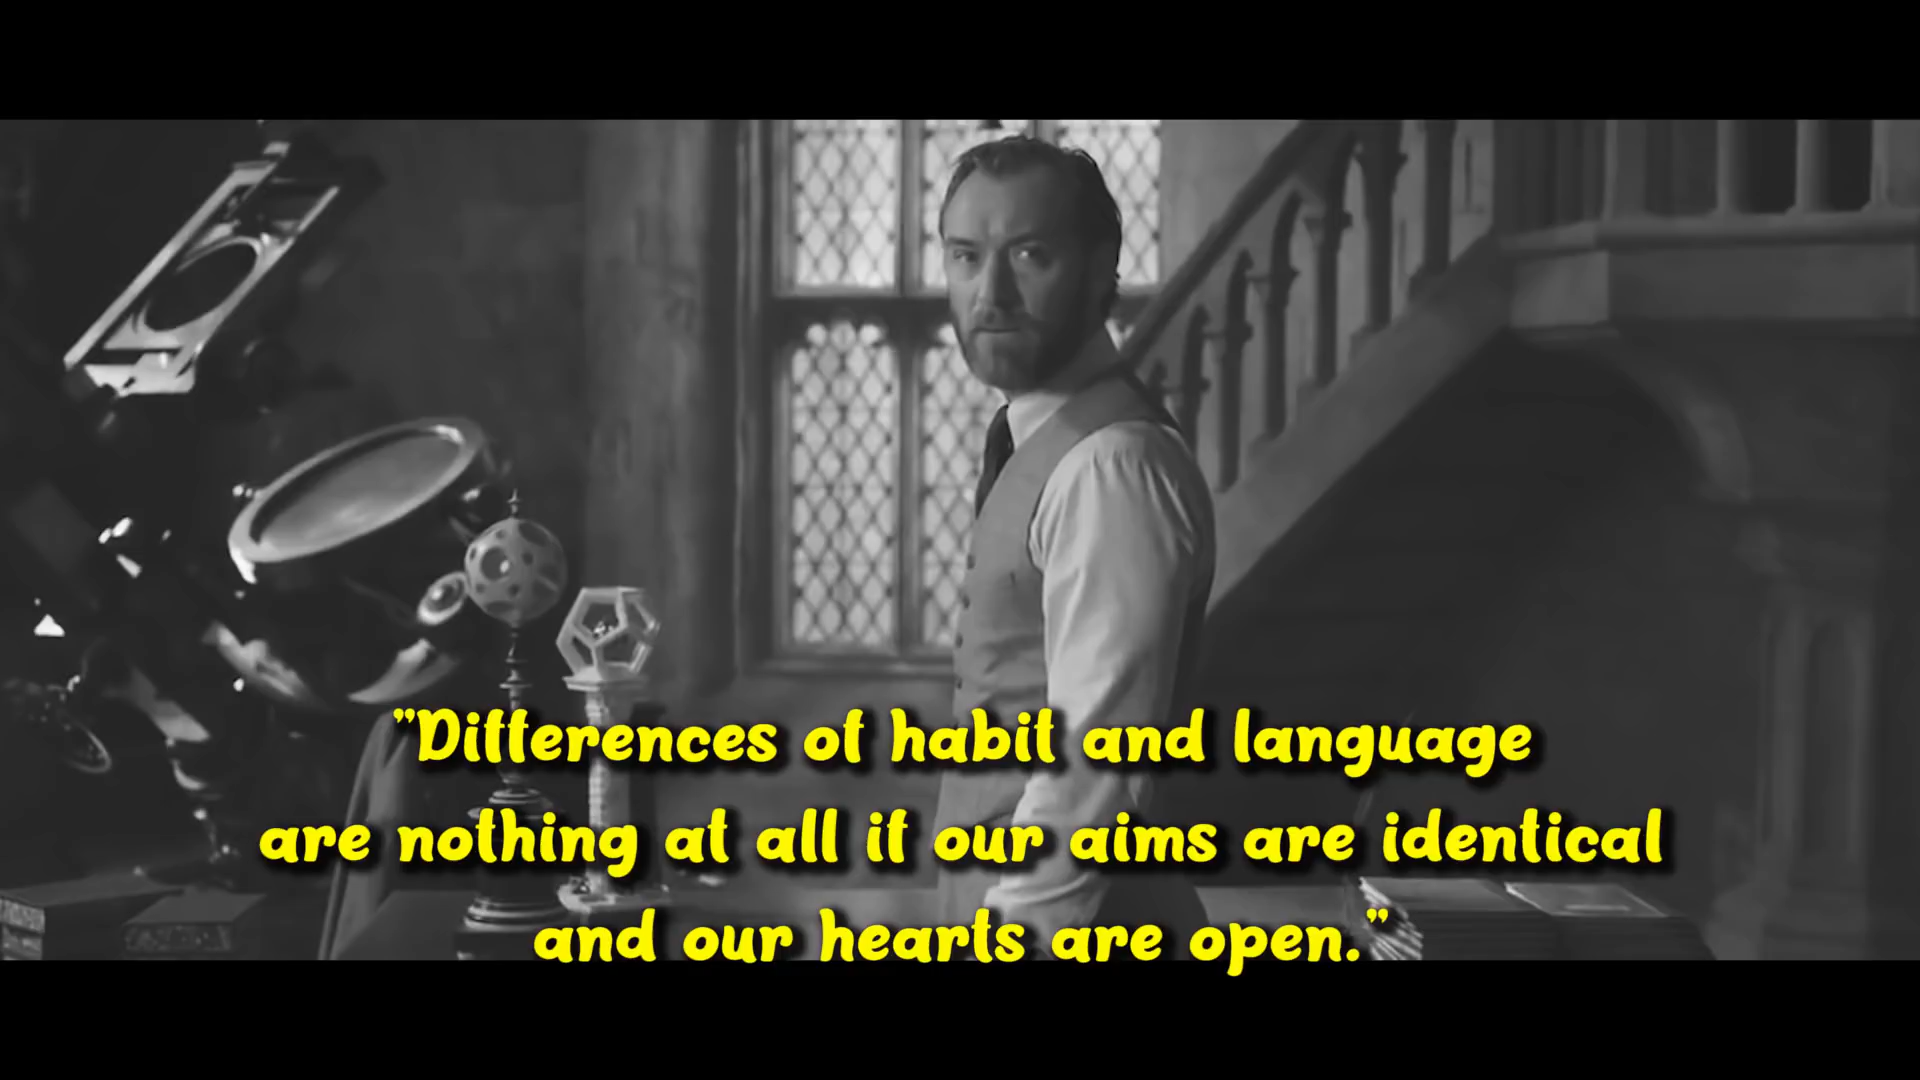 "Differences of habit and language
are nothing at all if our aims are identical
and our hearts are open."